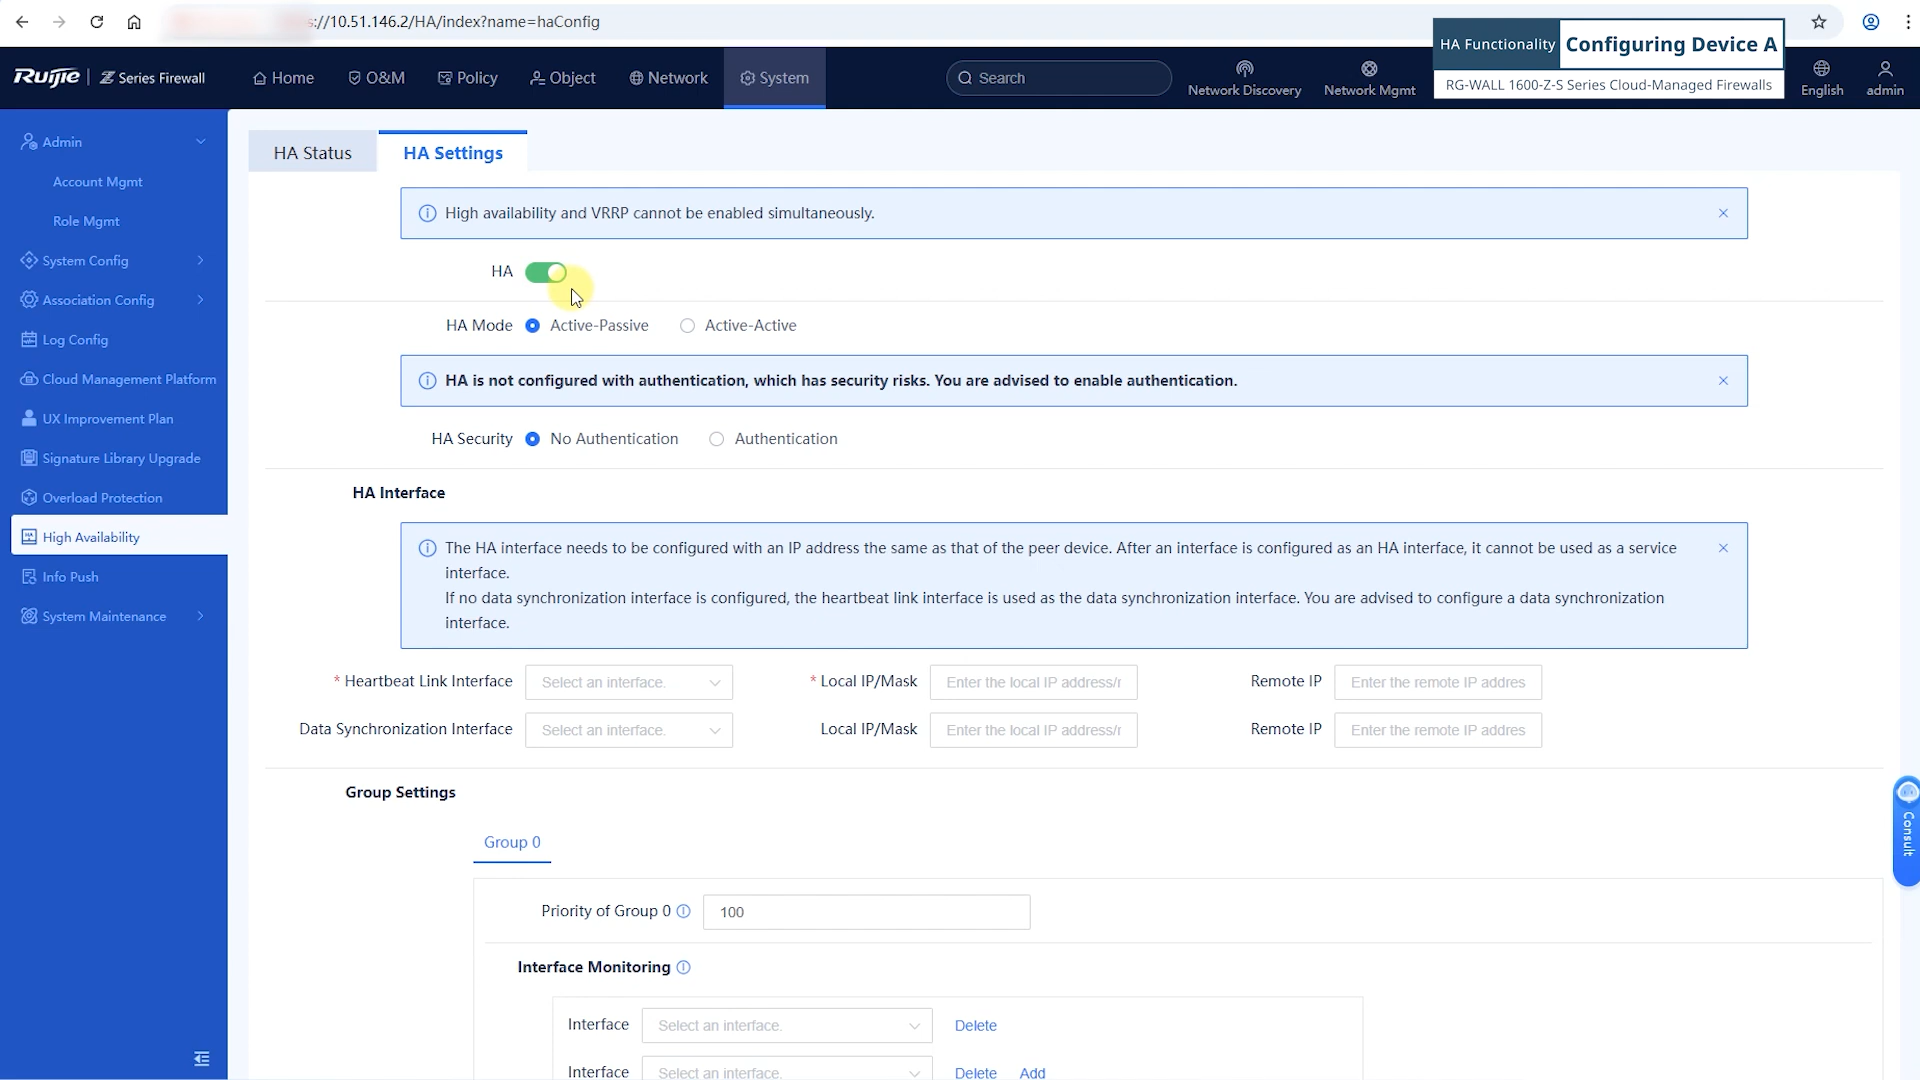 ://10.51.146.2/HA/index?name=haConfig
HA Functionality Configuring Device A
RG-WALL 1600-Z-S Series Cloud-Managed Firewalls
Ruijie Z Series Firewall Home O&M Policy Object Network System Search Network Discovery Network Mgmt English admin
Admin
Account Mgmt
Role Mgmt
System Config
Association Config
Log Config
Cloud Management Platform
UX Improvement Plan
Signature Library Upgrade
Overload Protection
High Availability
Info Push
System Maintenance
HA Status HA Settings
High availability and VRRP cannot be enabled simultaneously.
HA
HA Mode Active-Passive Active-Active
HA is not configured with authentication, which has security risks. You are advised to enable authentication.
HA Security No Authentication Authentication
HA Interface
The HA interface needs to be configured with an IP address the same as that of the peer device. After an interface is configured as an HA interface, it cannot be used as a service
interface.
If no data synchronization interface is configured, the heartbeat link interface is used as the data synchronization interface. You are advised to configure a data synchronization
interface.
* Heartbeat Link Interface Select an interface. * Local IP/Mask Enter the local IP address/r Remote IP Enter the remote IP addres
Data Synchronization Interface Select an interface. Local IP/Mask Enter the local IP address/r Remote IP Enter the remote IP addres
Group Settings
Group 0
Priority of Group 0 100
Interface Monitoring
Interface Select an interface. Delete
Interface Select an interface. Delete Add
Consult